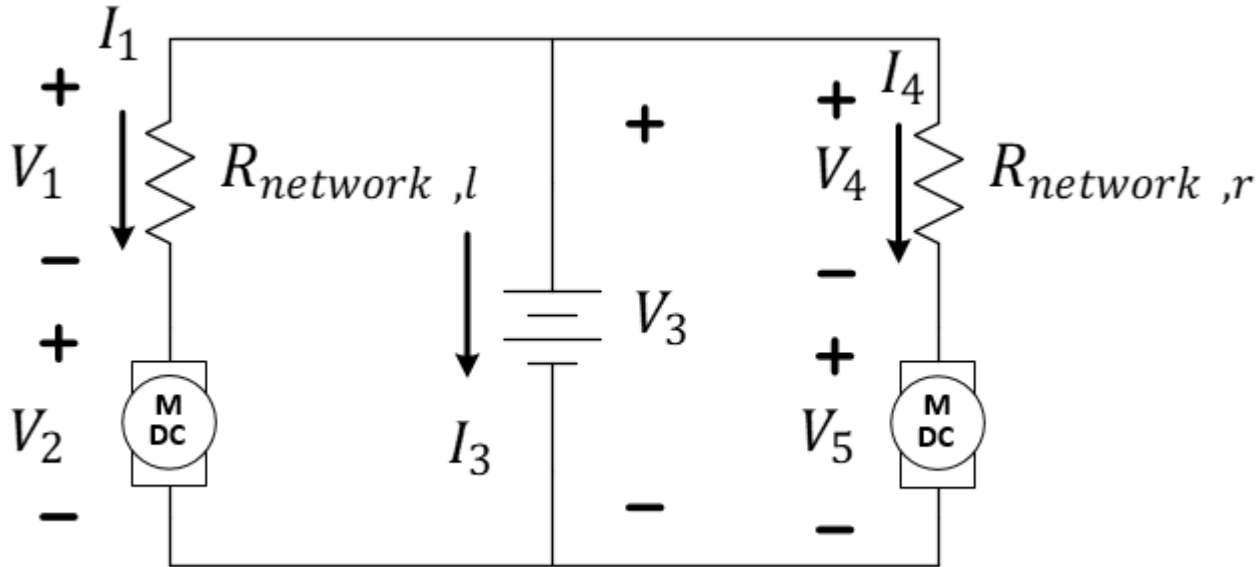 I1
+
V1
−
Rnetwork ,l
+
V2
−
M
DC
I3
+
V3
−
I4
+
V4
−
Rnetwork ,r
+
V5
−
M
DC